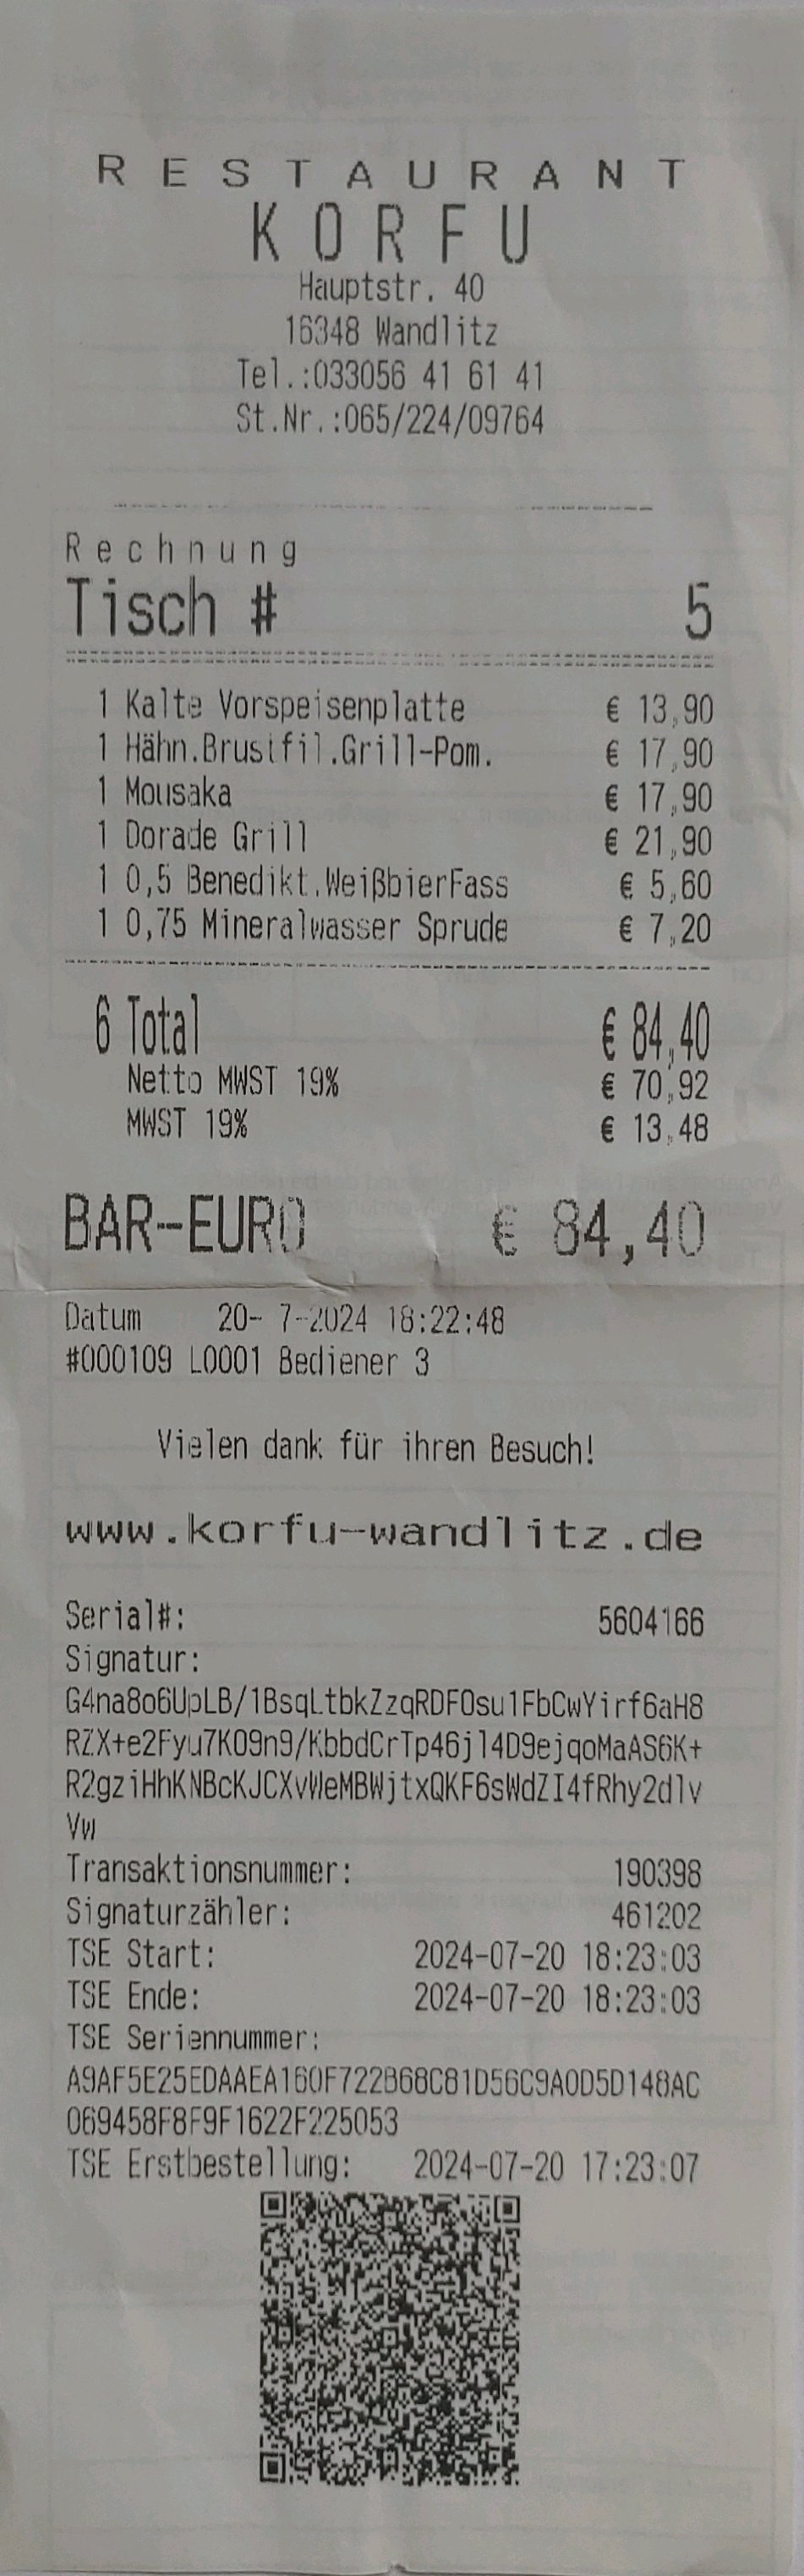 RESTAURANT
KORFU
Hauptstr. 40
16348 Wandlitz
Tel.:033056 41 61 41
St.Nr.:065/224/09764
Rechnung
Tisch # 5
1 Kalte Vorspeisenplatte € 13,90
1 Hähn.Brustfil.Grill-Pom. € 17,90
1 Mousaka € 17,90
1 Dorade Grill € 21,90
1 0,5 Benedikt.WeißbierFass € 5,60
1 0,75 Mineralwasser Sprude € 7,20
6 Total € 84,40
Netto MWST 19% € 70,92
MWST 19% € 13,48
BAR-EURO € 84,40
Datum 20- 7-2024 18:22:48
#000109 L0001 Bediener 3
Vielen dank für ihren Besuch!
www.korfu-wandlitz.de
Serial#: 5604166
Signatur:
G4na8o6UpLB/1BsqLtbkZzqRDFOsu1FbCwYirf6aH8
RZX+e2Fyu7KO9n9/KbbdCrTp46jl4D9ejqoMaAS6K+
R2gziHhKNBcKJCXvWeMBWjtxQKF6sWdZI4fRhy2dlv
Vw
Transaktionsnummer: 190398
Signaturzähler: 461202
TSE Start: 2024-07-20 18:23:03
TSE Ende: 2024-07-20 18:23:03
TSE Seriennummer:
A9AF5E25EDAAEA160F722B68C81D56C9A0D5D148AC
069458F8F9F1622F225053
TSE Erstbestellung: 2024-07-20 17:23:07